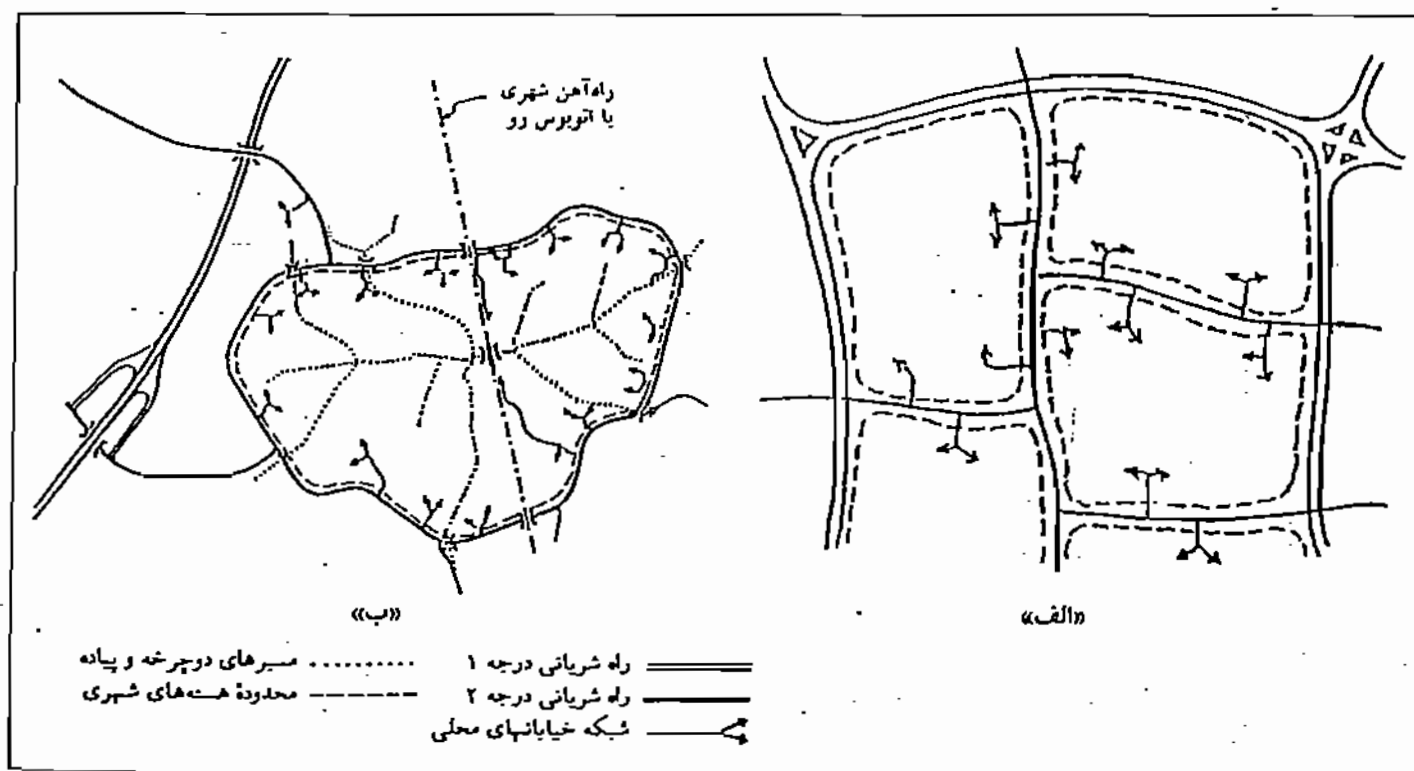 راه‌آهن شهری
یا اتوبوس رو
«الف»
«ب»
راه شریانی درجه ۱
راه شریانی درجه ۲
شبکه خیابانهای محلی
مسیرهای دوچرخه و پیاده
محدودهٔ هسته‌های شهری